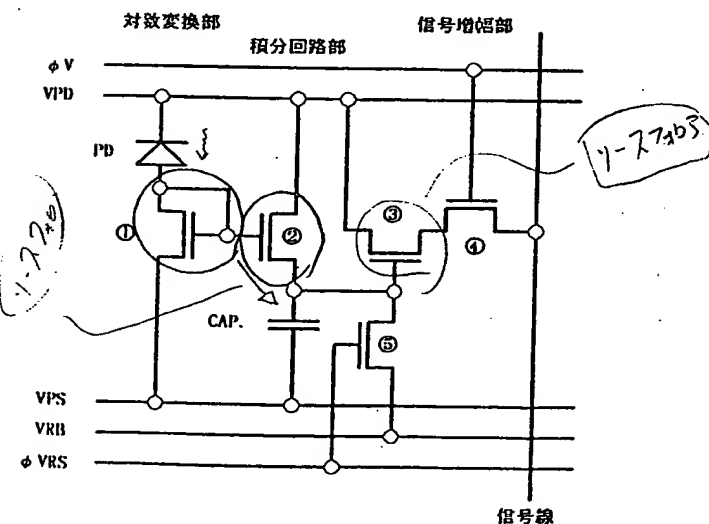 対数変換部
積分回路部
信号増幅部
φV
VPD
PD
ソースフォロ
①
②
③
④
ソースフォロ
CAP.
⑤
VPS
VRB
φVRS
信号線